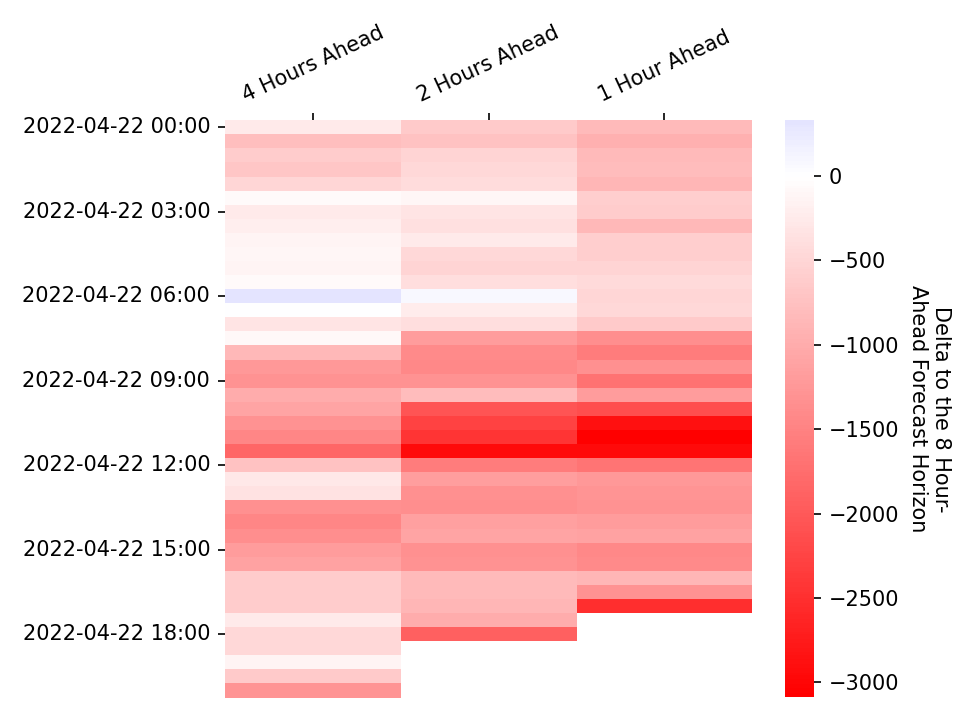 4 Hours Ahead
2 Hours Ahead
1 Hour Ahead
2022-04-22 00:00
2022-04-22 03:00
2022-04-22 06:00
2022-04-22 09:00
2022-04-22 12:00
2022-04-22 15:00
2022-04-22 18:00
0
−500
−1000
−1500
−2000
−2500
−3000
Delta to the 8 Hour-
Ahead Forecast Horizon